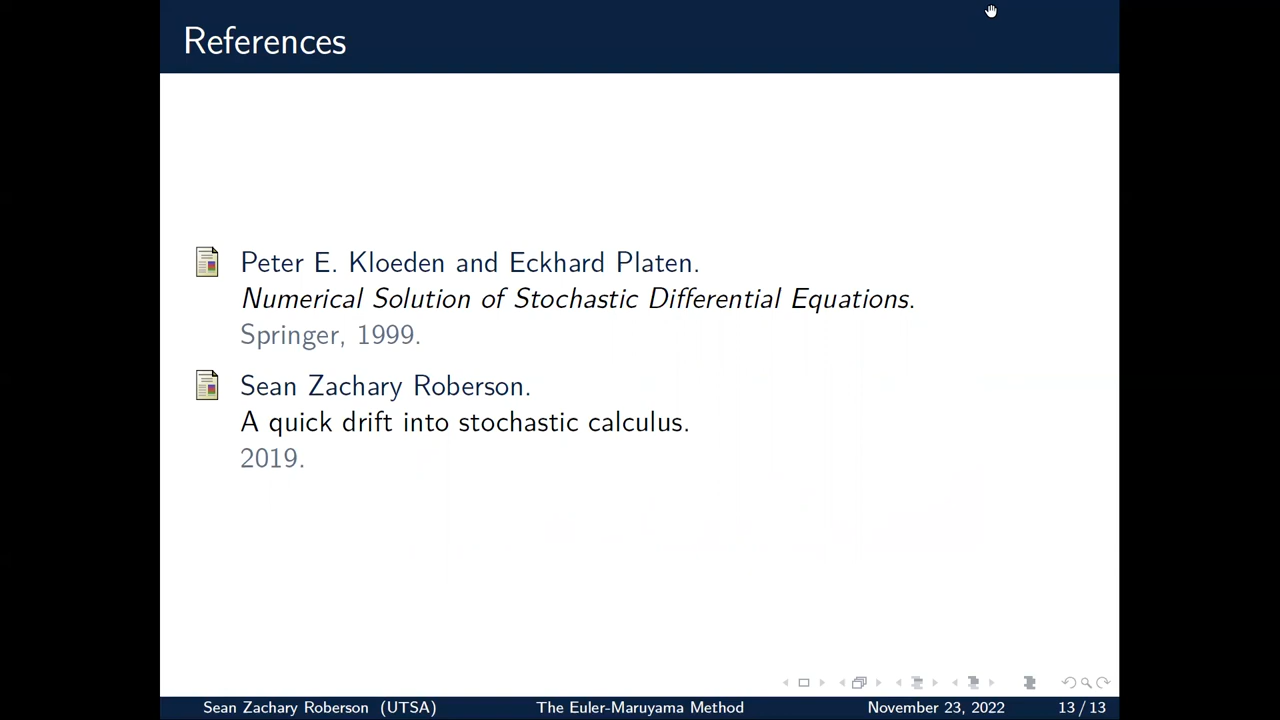 References
Peter E. Kloeden and Eckhard Platen.
Numerical Solution of Stochastic Differential Equations.
Springer, 1999.
Sean Zachary Roberson.
A quick drift into stochastic calculus.
2019.
Sean Zachary Roberson (UTSA) The Euler-Maruyama Method November 23, 2022 13 / 13